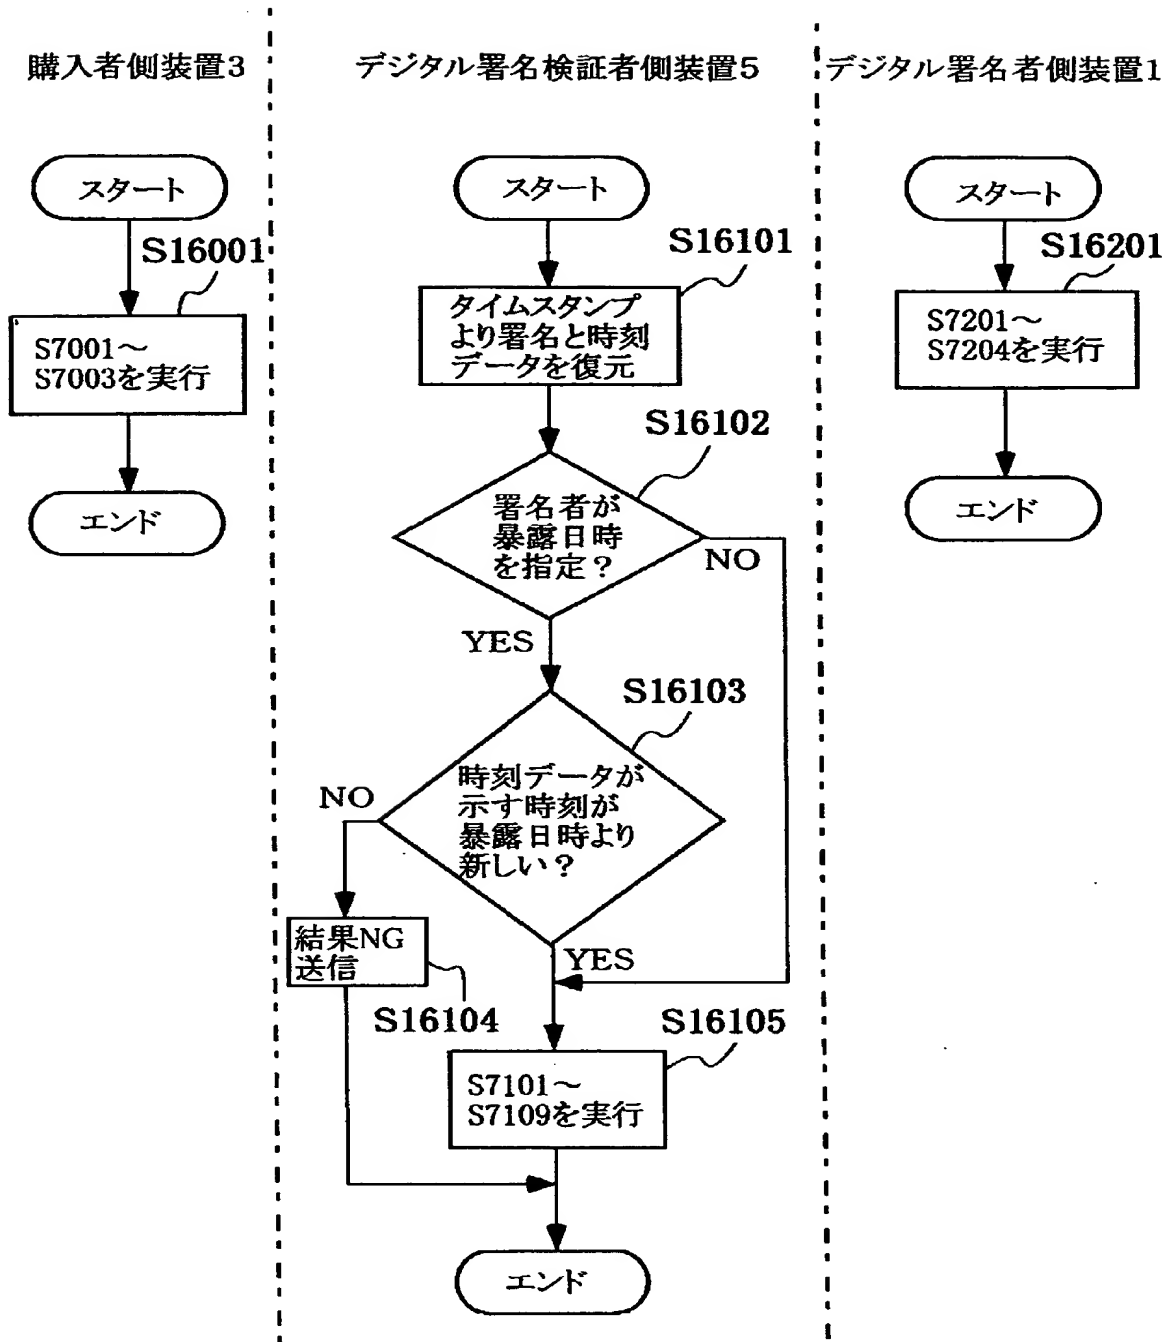 購入者側装置3
スタート
S16001
S7001～
S7003を実行
エンド
デジタル署名検証者側装置5
スタート
S16101
タイムスタンプ
より署名と時刻
データを復元
S16102
署名者が
暴露日時
を指定？
NO
YES
S16103
時刻データが
示す時刻が
暴露日時より
新しい？
NO
YES
結果NG
送信
S16104
S16105
S7101～
S7109を実行
エンド
デジタル署名者側装置1
スタート
S16201
S7201～
S7204を実行
エンド